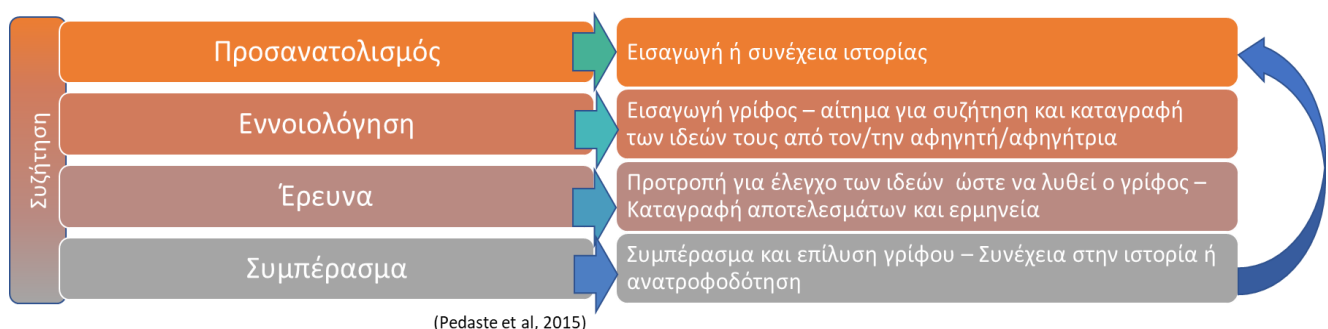 Συζήτηση
Προσανατολισμός
Εισαγωγή ή συνέχεια ιστορίας
Εννοιολόγηση
Εισαγωγή γρίφος – αίτημα για συζήτηση και καταγραφή
των ιδεών τους από τον/την αφηγητή/αφηγήτρια
Έρευνα
Προτροπή για έλεγχο των ιδεών ώστε να λυθεί ο γρίφος –
Καταγραφή αποτελεσμάτων και ερμηνεία
Συμπέρασμα
Συμπέρασμα και επίλυση γρίφου – Συνέχεια στην ιστορία ή
ανατροφοδότηση
(Pedaste et al, 2015)